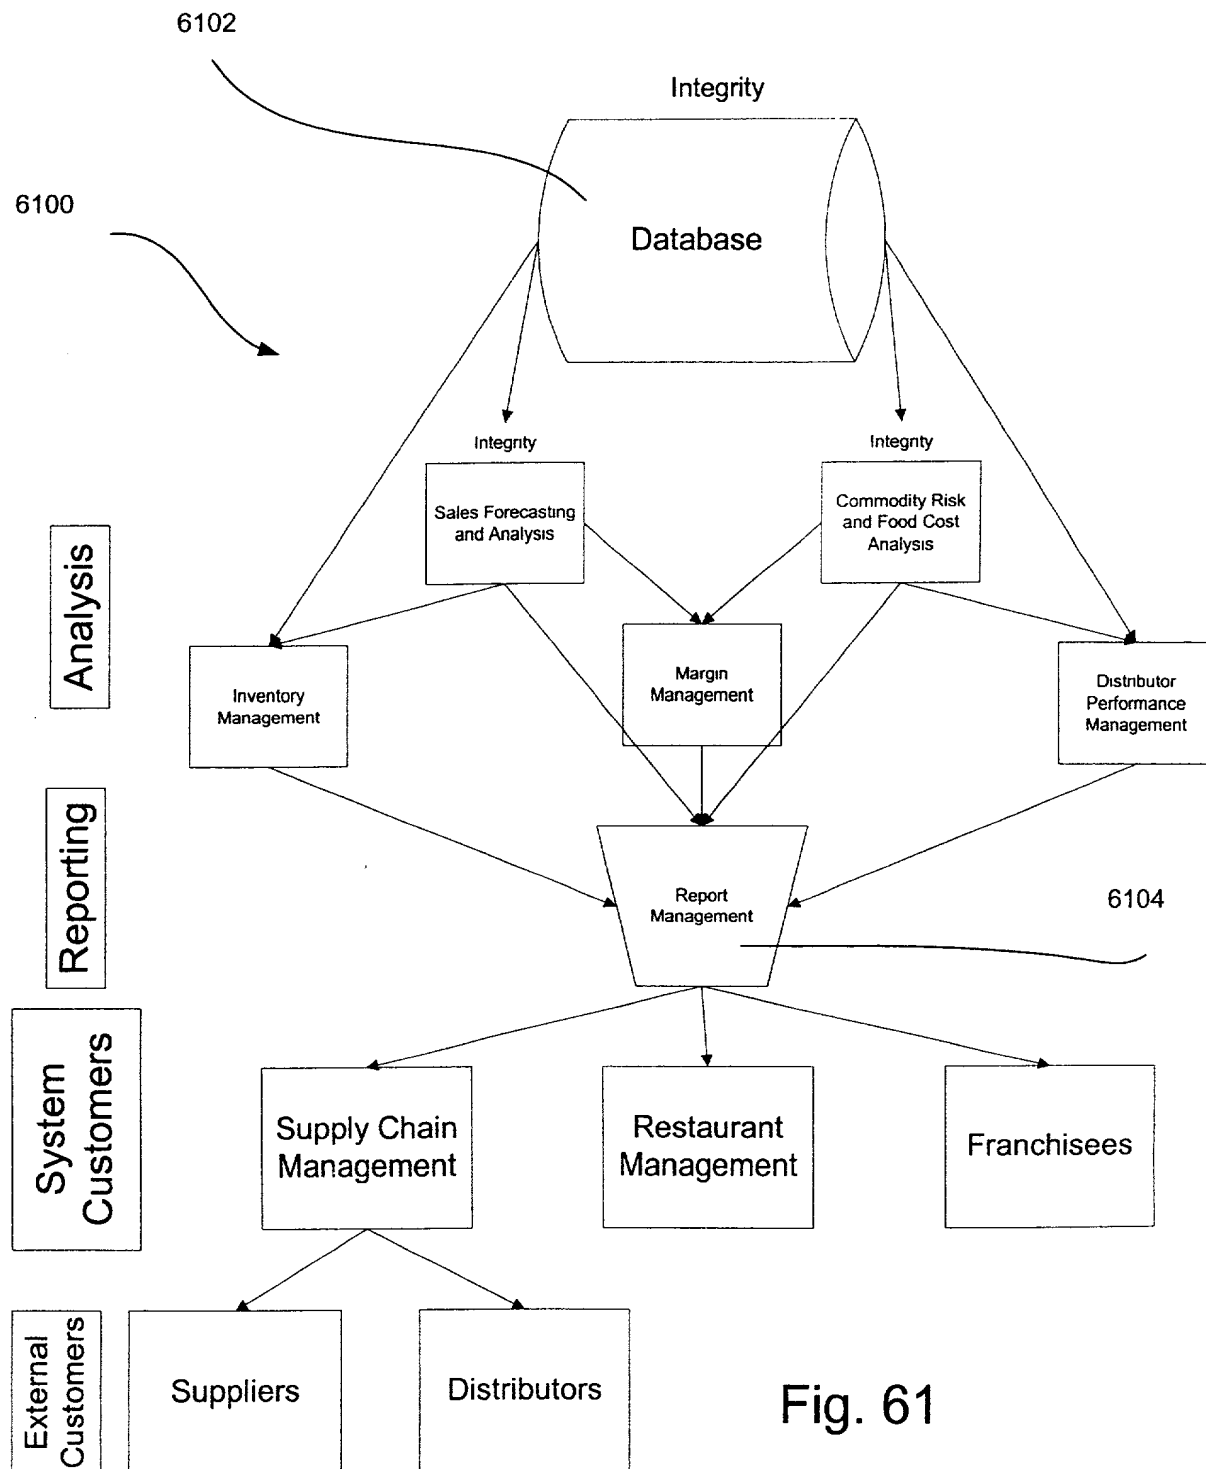 6102
Integrity
6100
Database
Integrity
Integrity
Sales Forecasting
and Analysis
Commodity Risk
and Food Cost
Analysis
Analysis
Inventory
Management
Margin
Management
Distributor
Performance
Management
Reporting
Report
Management
6104
System
Customers
Supply Chain
Management
Restaurant
Management
Franchisees
External
Customers
Suppliers
Distributors
Fig. 61